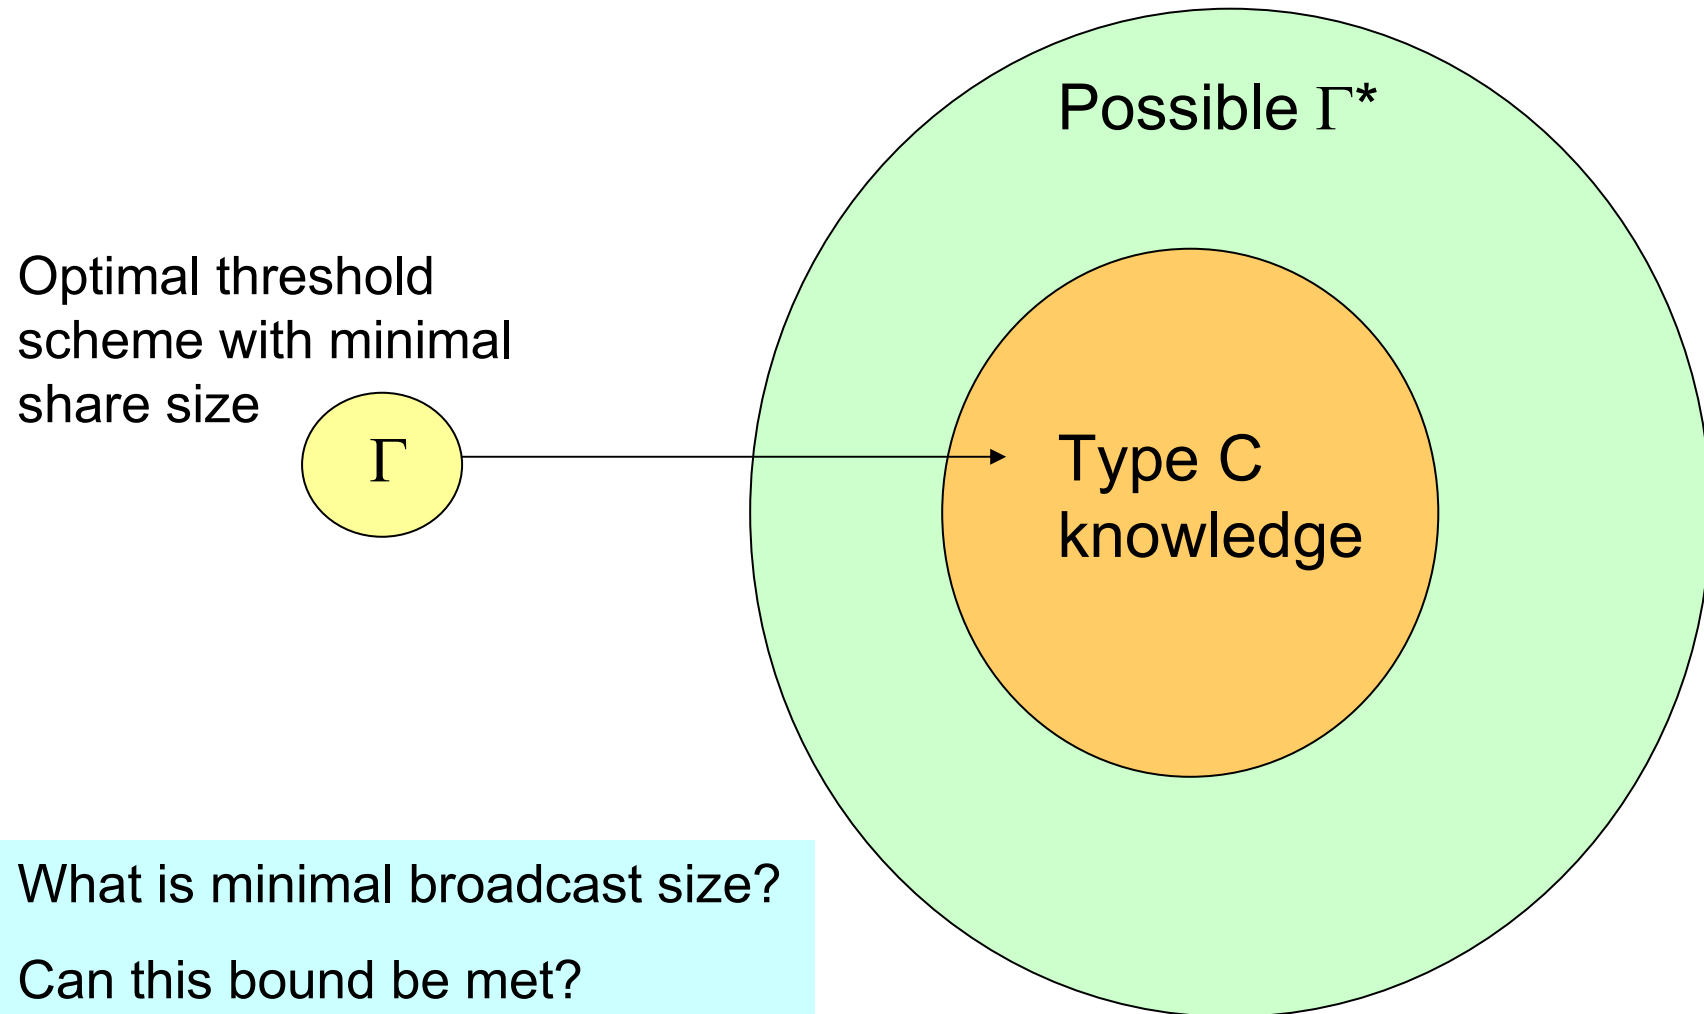 Possible Γ*
Optimal threshold
scheme with minimal
share size
Γ
Type C
knowledge
What is minimal broadcast size?
Can this bound be met?